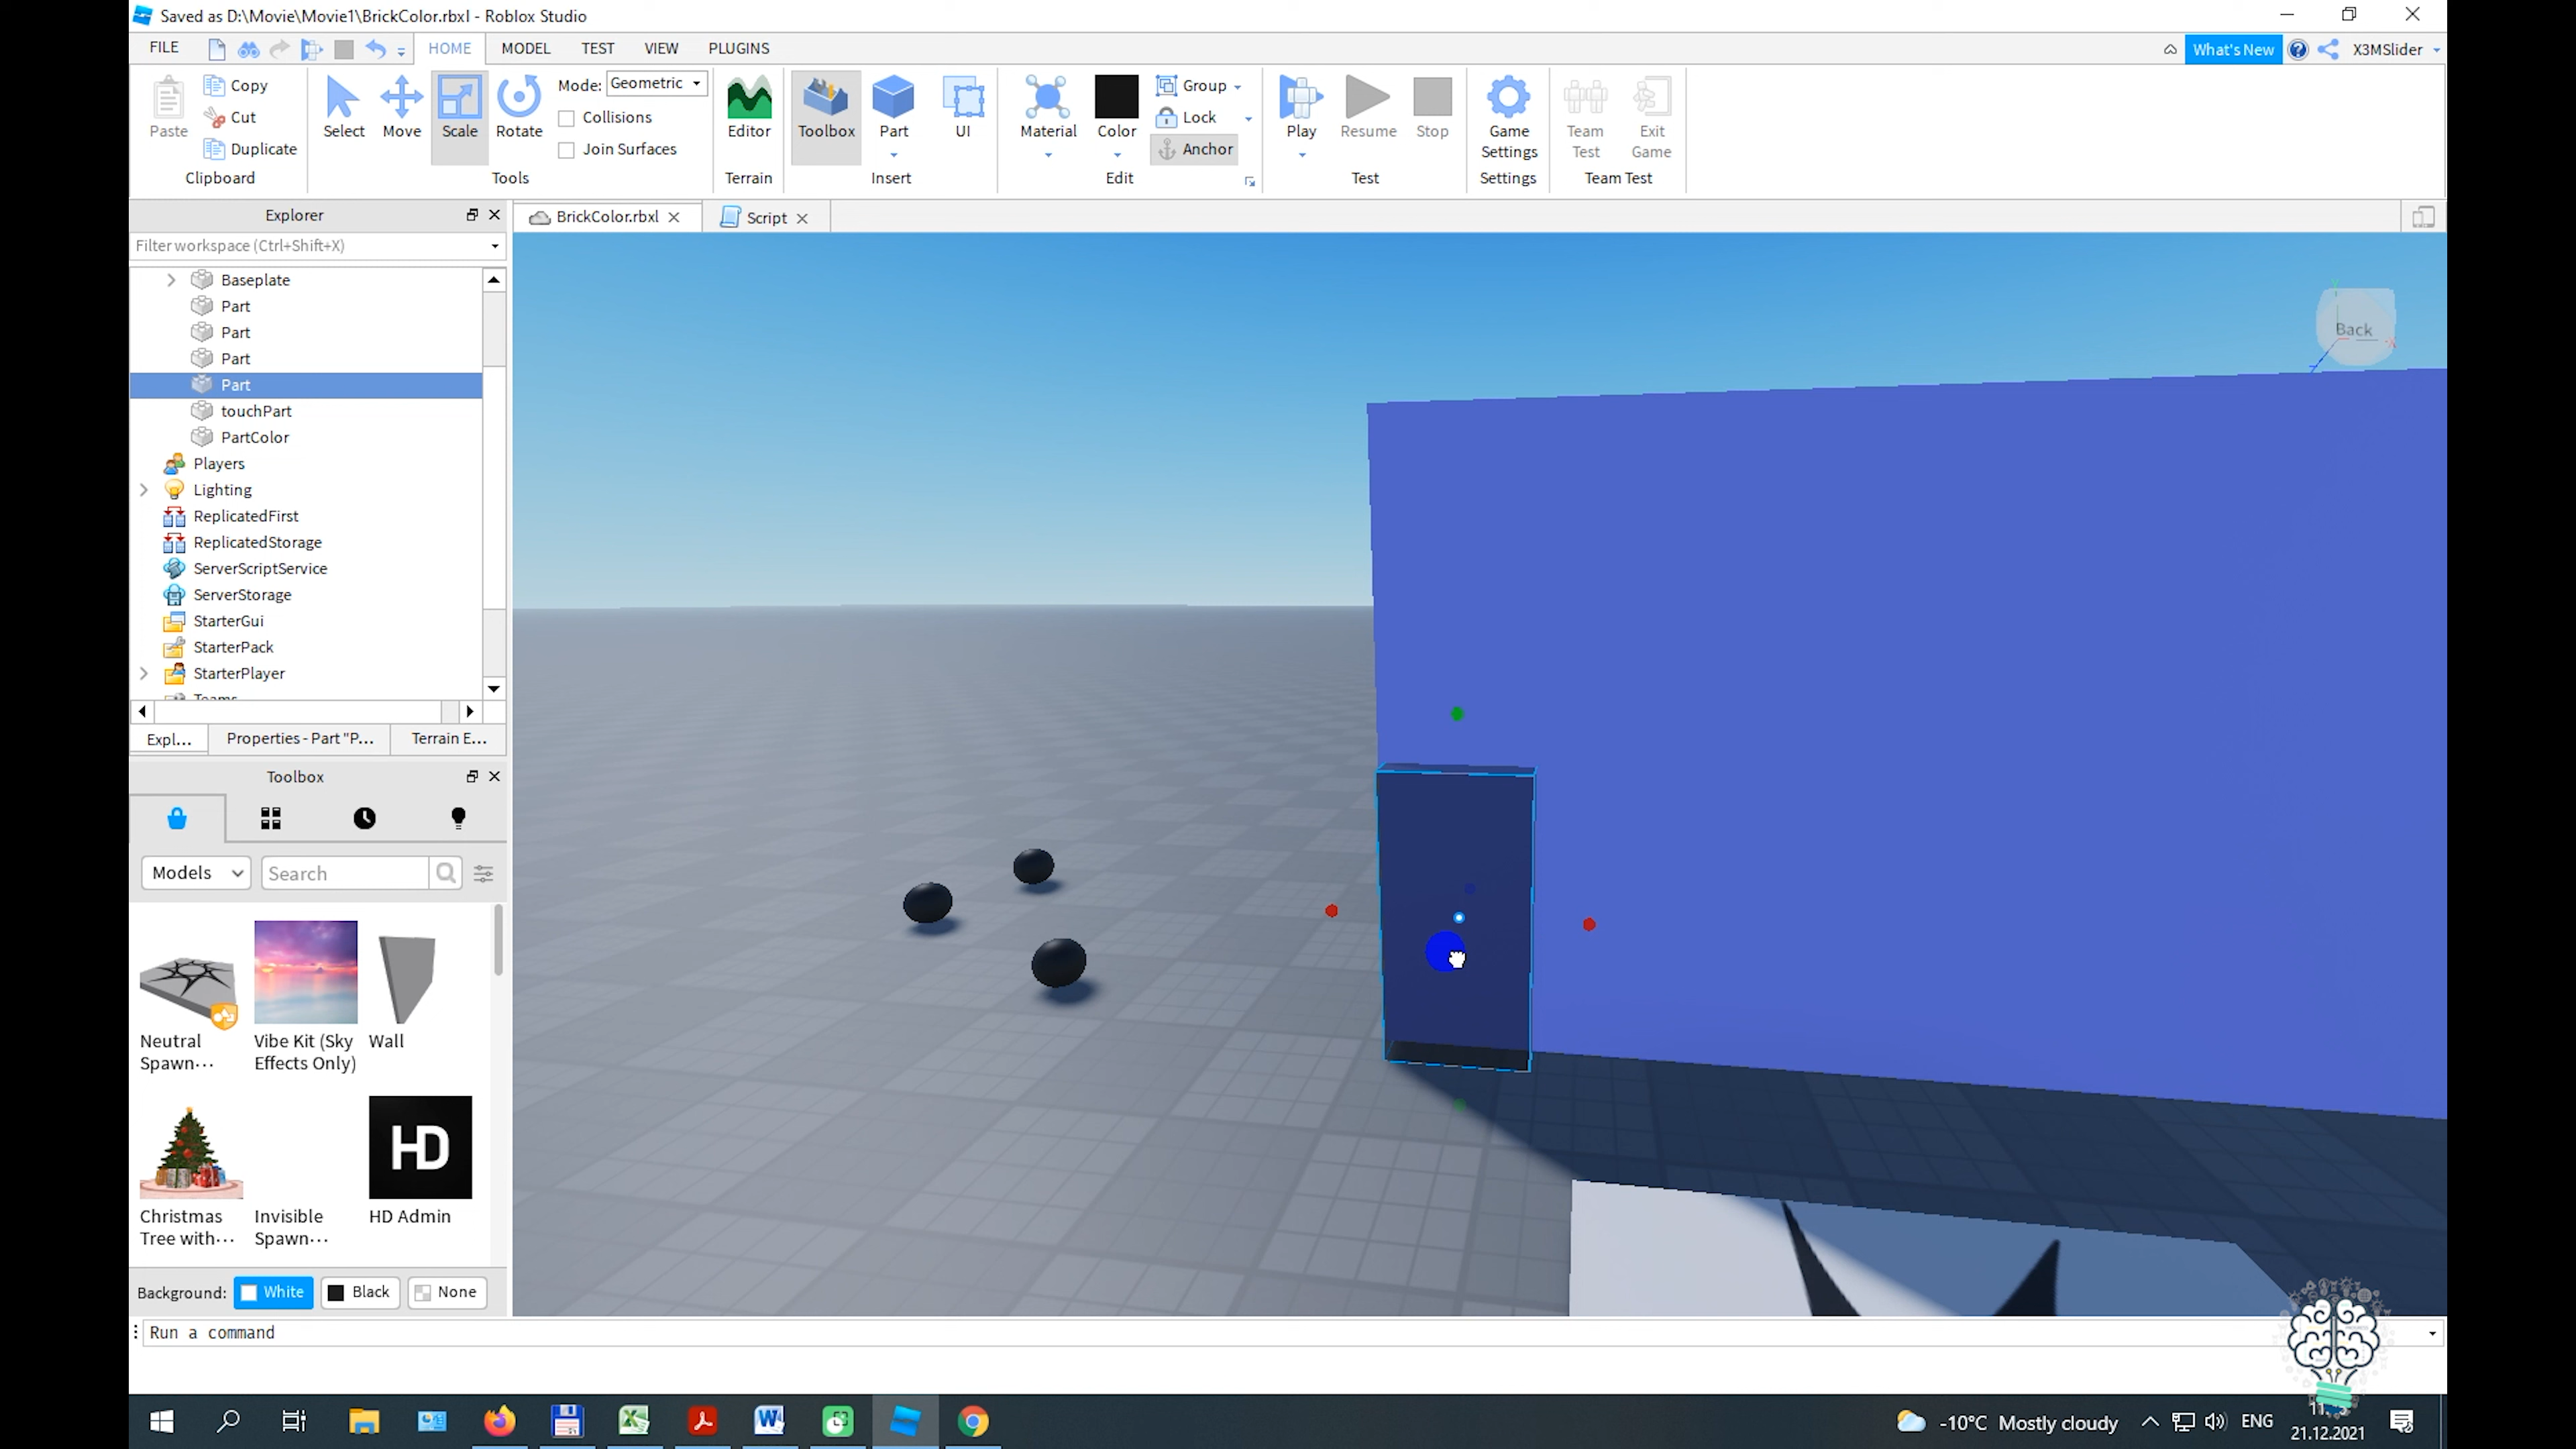 Saved as D:\Movie\Movie1\BrickColor.rbxl - Roblox Studio
FILE
HOME
MODEL
TEST
VIEW
PLUGINS
What's New
X3MSlider
Paste
Copy
Cut
Duplicate
Clipboard
Select
Move
Scale
Rotate
Mode: Geometric
Collisions
Join Surfaces
Tools
Editor
Terrain
Toolbox
Part
UI
Insert
Material
Color
Group
Lock
Anchor
Edit
Play
Resume
Stop
Test
Game
Settings
Settings
Team
Test
Exit
Game
Team Test
Explorer
BrickColor.rbxl
Script
Filter workspace (Ctrl+Shift+X)
Baseplate
Part
Part
Part
Part
touchPart
PartColor
Players
Lighting
ReplicatedFirst
ReplicatedStorage
ServerScriptService
ServerStorage
StarterGui
StarterPack
StarterPlayer
Teams
Expl...
Properties - Part "P...
Terrain E...
Back
Toolbox
Models
Search
Neutral
Spawn...
Vibe Kit (Sky
Effects Only)
Wall
Christmas
Tree with...
Invisible
Spawn...
HD
HD Admin
Background:
White
Black
None
Run a command
-10°C Mostly cloudy
ENG
21.12.2021